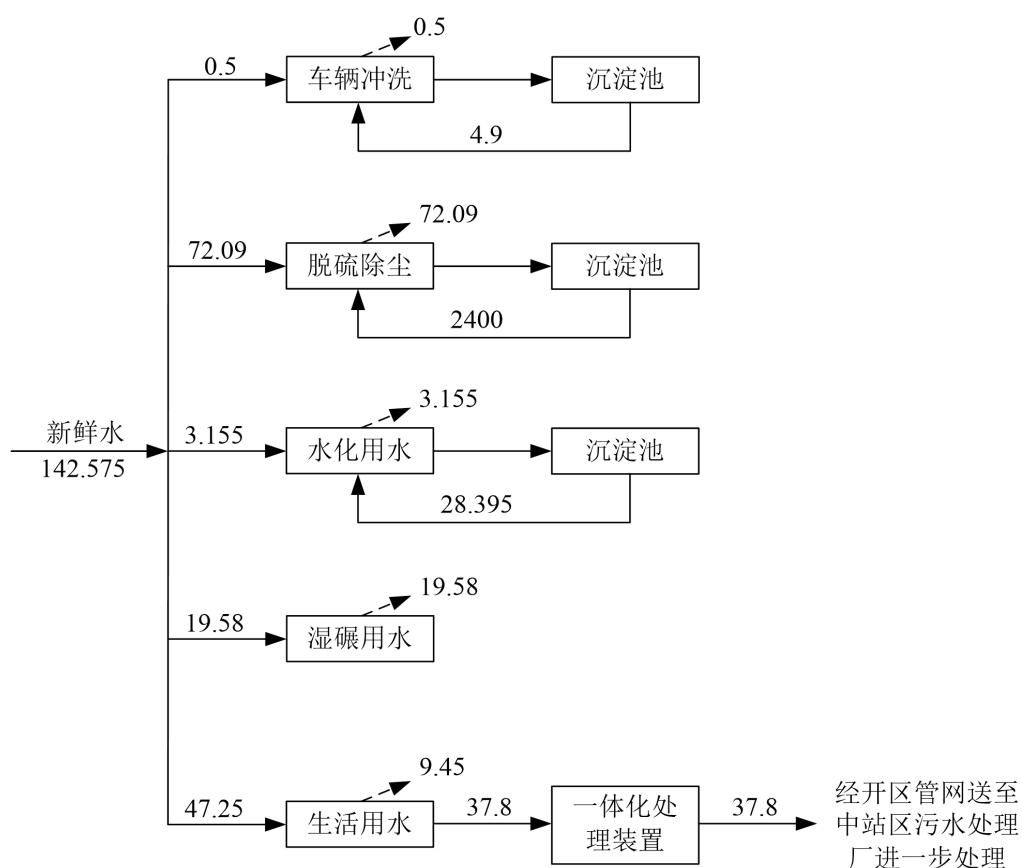 0.5
0.5
车辆冲洗
沉淀池
4.9
72.09
72.09
脱硫除尘
沉淀池
2400
新鲜水
142.575
3.155
3.155
水化用水
沉淀池
28.395
19.58
19.58
湿碾用水
9.45
47.25
生活用水
37.8
一体化处
理装置
37.8
经开区管网送至
中站区污水处理
厂进一步处理